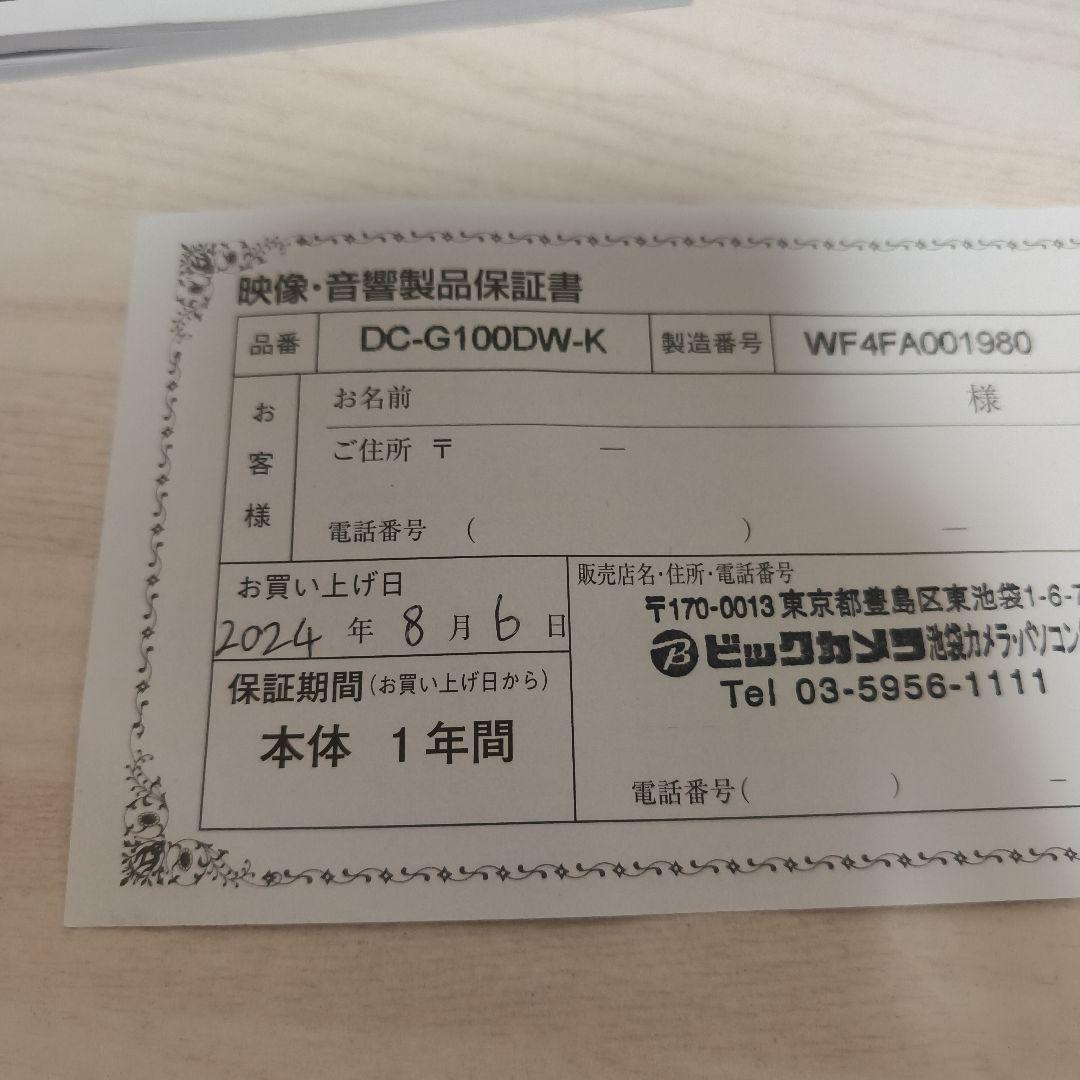 映像・音響製品保証書
品番 DC-G100DW-K 製造番号 WF4FA001980
お客様
お名前 様
ご住所 〒 －
電話番号 ( ) －
お買い上げ日
2024 年 8 月 6 日
保証期間(お買い上げ日から)
本体 1年間
販売店名・住所・電話番号
〒170-0013 東京都豊島区東池袋1-6-7
ビックカメラ 池袋カメラ・パソコン
Tel 03-5956-1111
電話番号( ) －